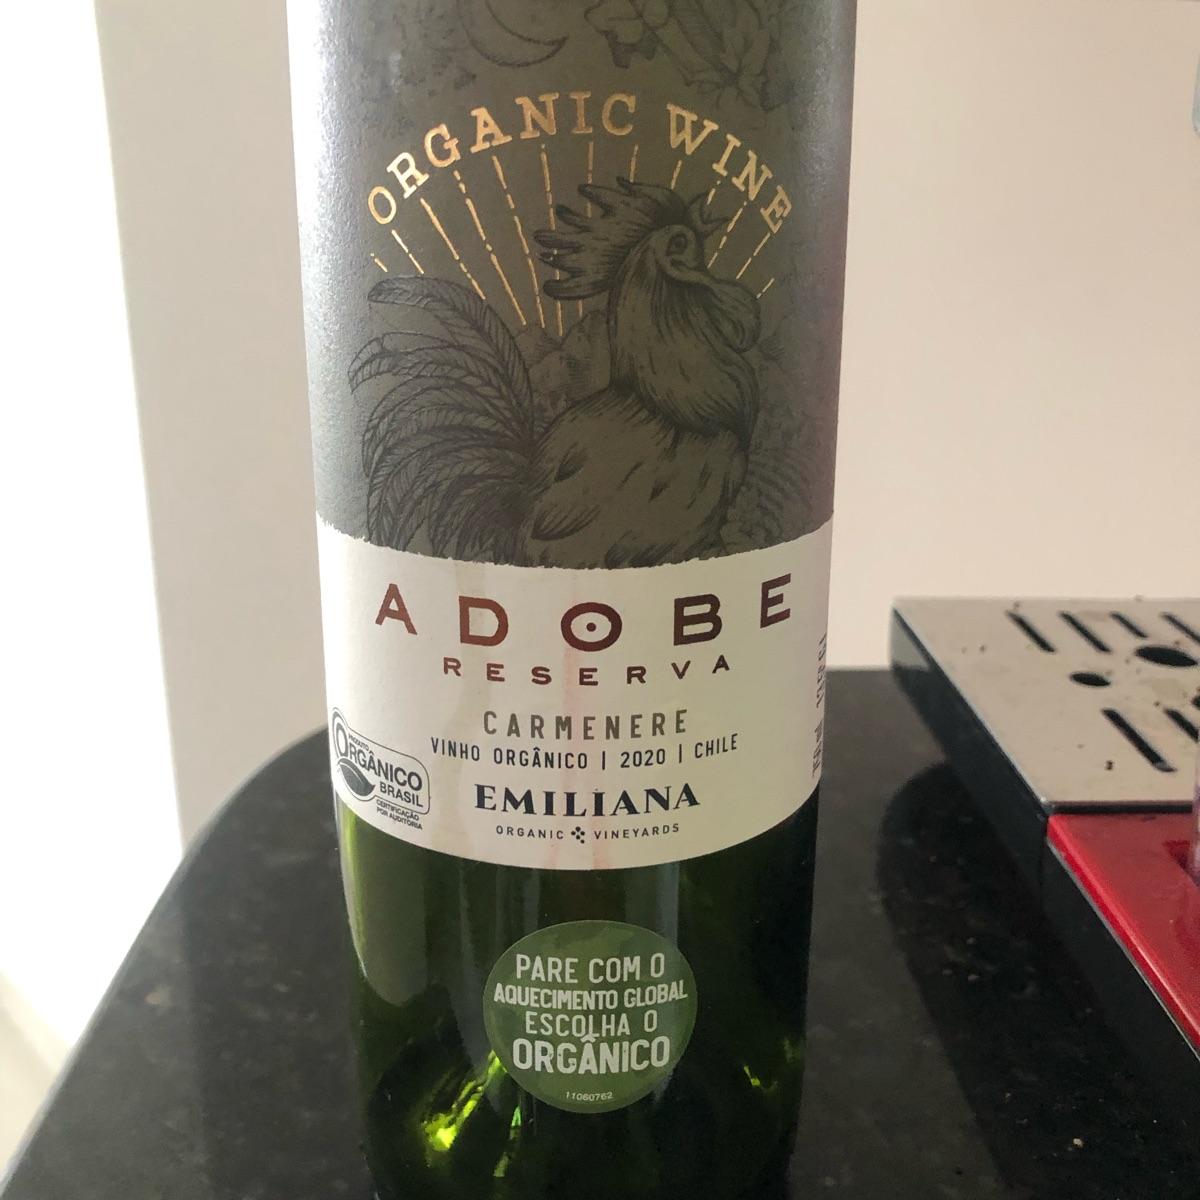 ORGANIC WINE
ADOBE
RESERVA
CARMENERE
VINHO ORGÂNICO | 2020 | CHILE
EMILIANA
ORGANIC VINEYARDS
PRODUTO
ORGÂNICO
BRASIL
CERTIFICAÇÃO
POR AUDITORIA
PARE COM O
AQUECIMENTO GLOBAL
ESCOLHA O
ORGÂNICO
11060762